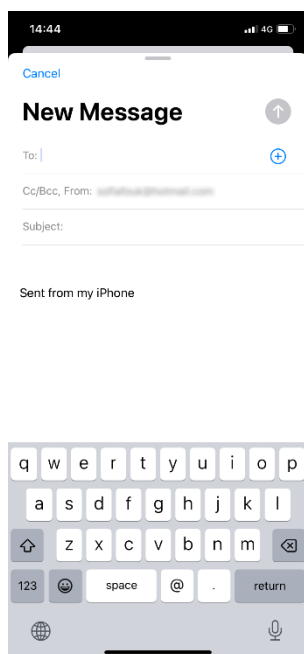 14:44 4G
Cancel
New Message
To:
Cc/Bcc, From:
Subject:
Sent from my iPhone
q w e r t y u i o p
a s d f g h j k l
z x c v b n m
123 space @ . return